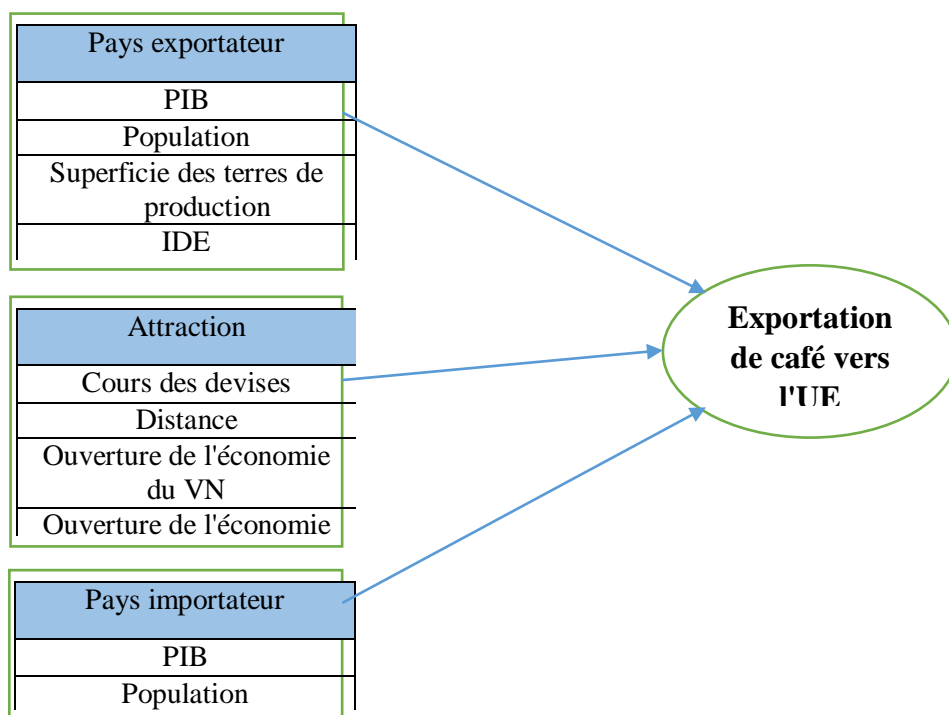 Pays exportateur
PIB
Population
Superficie des terres de
production
IDE
Attraction
Cours des devises
Distance
Ouverture de l'économie
du VN
Ouverture de l'économie
Pays importateur
PIB
Population
Exportation
de café vers
l'UE